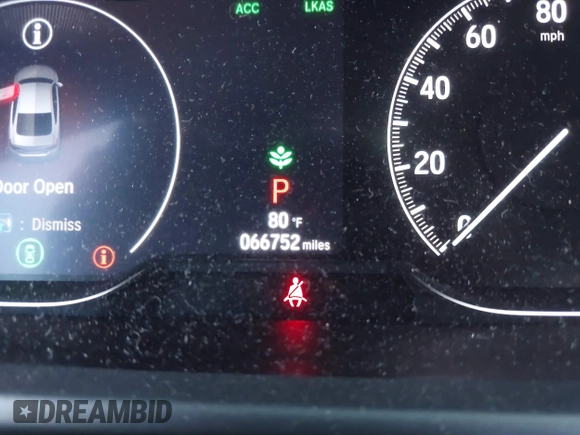 ACC LKAS
i
80
mph
60
40
20
0
Door Open
: Dismiss
i
P
80 °F
066752 miles
DREAMBID